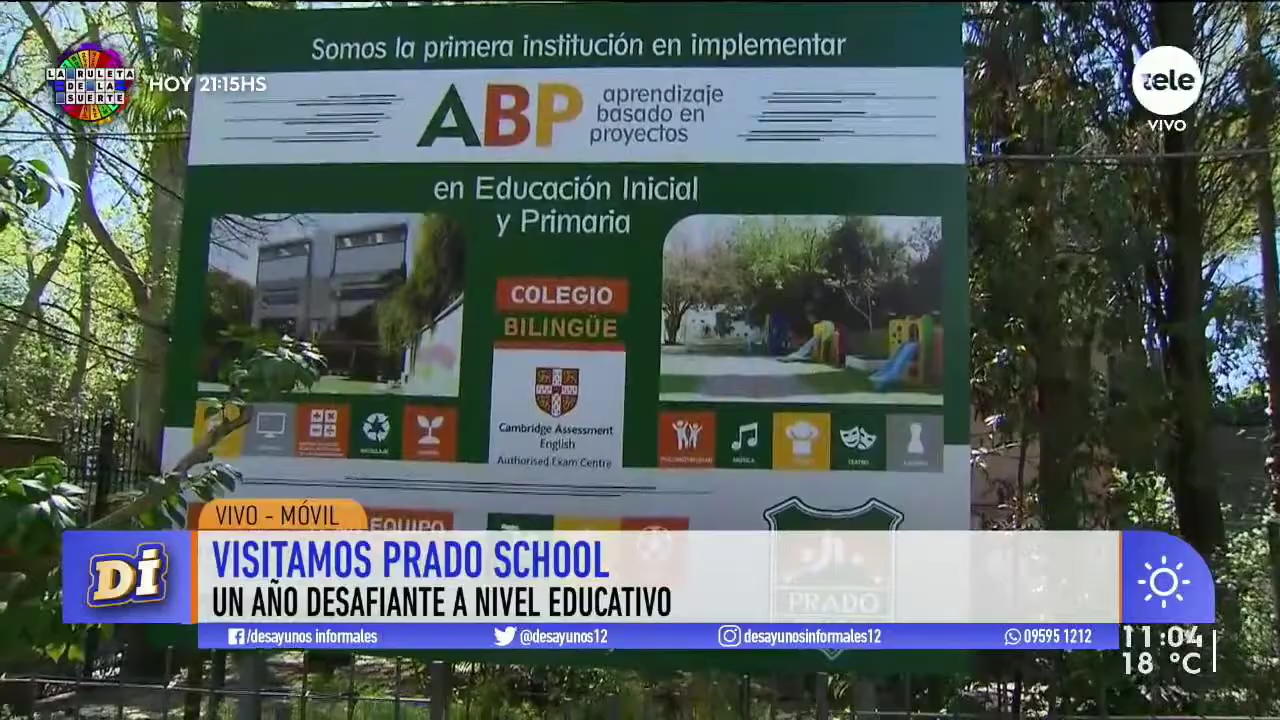 LA RULETA
DE LA
SUERTE
HOY 21:15HS
tele
VIVO
Somos la primera institución en implementar
ABP
aprendizaje
basado en
proyectos
en Educación Inicial
y Primaria
COLEGIO
BILINGÜE
Cambridge Assessment
English
Authorised Exam Centre
RECICLAJE
MÚSICA
TEATRO
EQUIPO
PRADO
VIVO - MÓVIL
Di
VISITAMOS PRADO SCHOOL
UN AÑO DESAFIANTE A NIVEL EDUCATIVO
/desayunos informales
@desayunos12
desayunosinformales12
09595 1212
11:04
18 °C